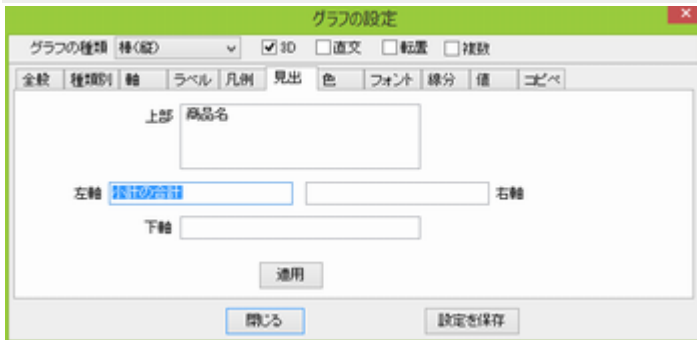 グラフの設定
グラフの種類 棒(縦) 3D 直交 転置 複数
全般 種類別 軸 ラベル 凡例 見出 色 フォント 線分 値 コピペ
上部 商品名
左軸 小計の合計 右軸
下軸
適用
閉じる 設定を保存